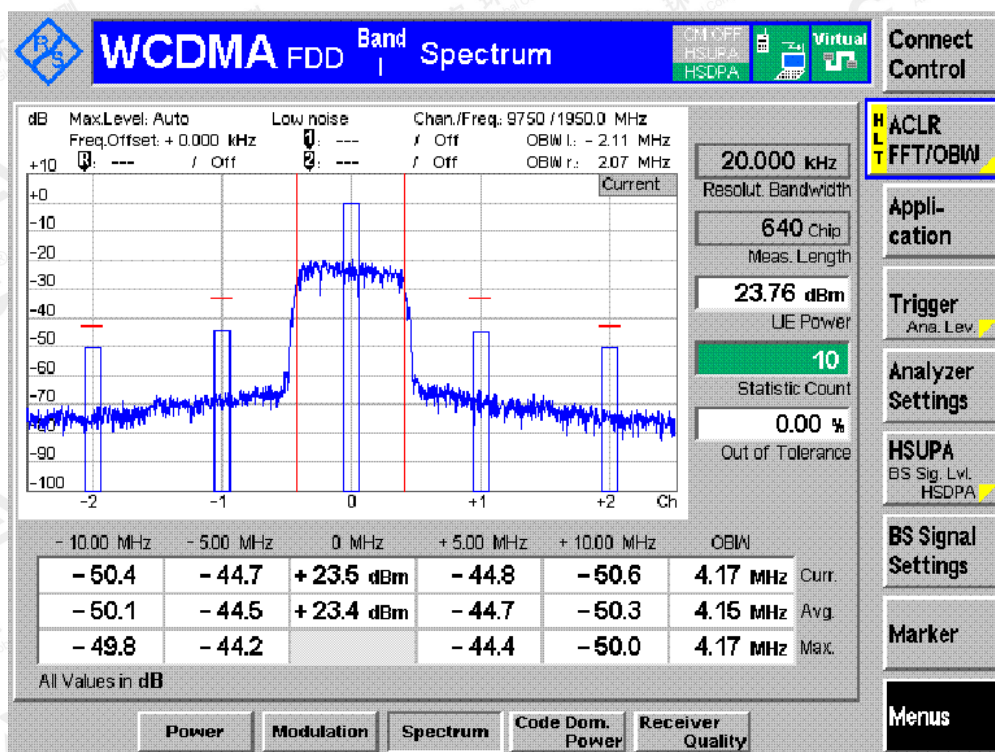 R&S
WCDMA FDD Band I Spectrum
HSUPA
HSDPA
Virtual
Connect Control
dB Max.Level: Auto Low noise Chan./Freq.: 9750 /1950.0 MHz
Freq.Offset: + 0.000 kHz 1: --- / Off OBW l.: – 2.11 MHz
R: --- / Off 2: --- / Off OBW r.: 2.07 MHz
Current
+10
+0
-10
-20
-30
-40
-50
-60
-70
-80
-90
-100
-2 -1 0 +1 +2 Ch
20.000 kHz
Resolut. Bandwidth
640 Chip
Meas. Length
23.76 dBm
UE Power
10
Statistic Count
0.00 %
Out of Tolerance
– 10.00 MHz – 5.00 MHz 0 MHz + 5.00 MHz + 10.00 MHz OBW
– 50.4 – 44.7 + 23.5 dBm – 44.8 – 50.6 4.17 MHz Curr.
– 50.1 – 44.5 + 23.4 dBm – 44.7 – 50.3 4.15 MHz Avg.
– 49.8 – 44.2 – 44.4 – 50.0 4.17 MHz Max.
All Values in dB
HLT
ACLR
FFT/OBW
Appli-
cation
Trigger
Ana. Lev.
Analyzer
Settings
HSUPA
BS Sig. Lvl.
HSDPA
BS Signal
Settings
Marker
Menus
Power Modulation Spectrum Code Dom. Power Receiver Quality